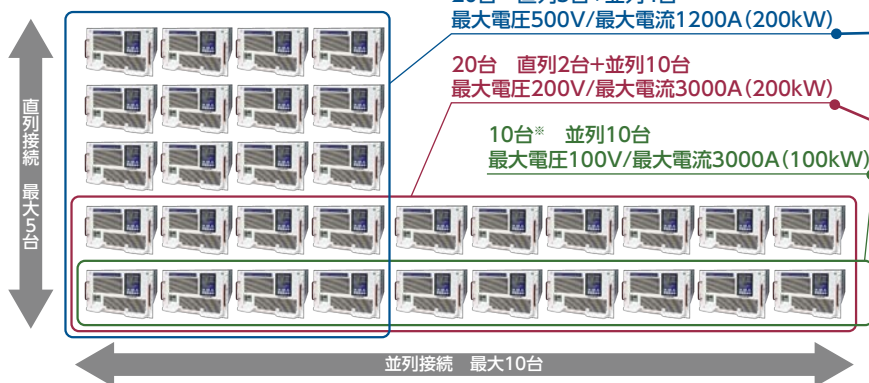 最大電圧500V/最大電流1200A(200kW)
20台　直列2台+並列10台
最大電圧200V/最大電流3000A(200kW)
10台※　並列10台
最大電圧100V/最大電流3000A(100kW)
直列接続　最大5台
並列接続　最大10台